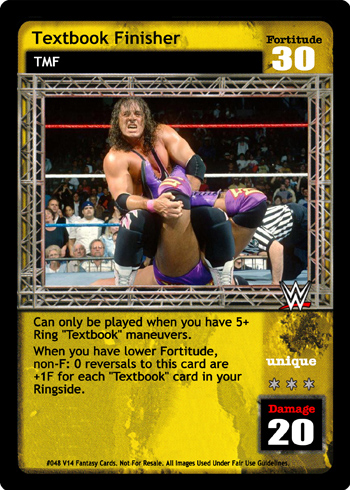 Textbook Finisher
Fortitude
30
TMF
W
Can only be played when you have 5+
Ring "Textbook" maneuvers.
When you have lower Fortitude,
non-F: 0 reversals to this card are
+1F for each "Textbook" card in your
Ringside.
unique
Damage
20
#048 V14 Fantasy Cards. Not For Resale. All Images Used Under Fair Use Guidelines.